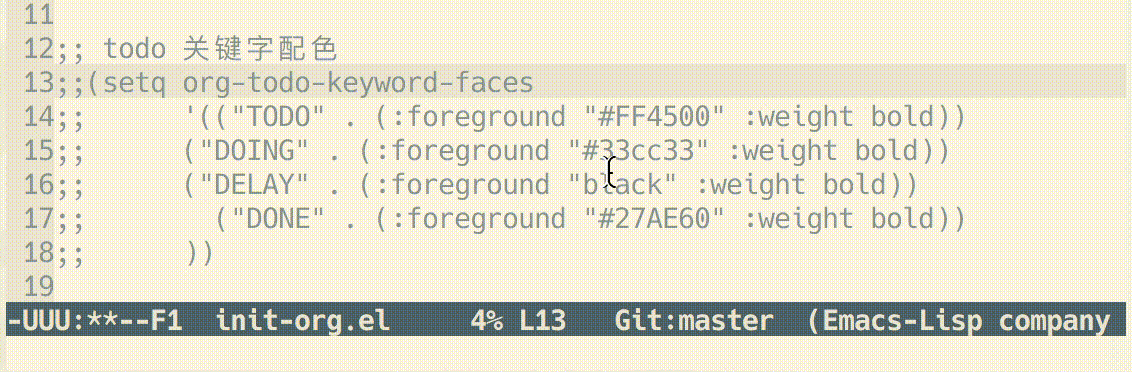 11
12;; todo 关键字配色
13;;(setq org-todo-keyword-faces
14;;      '(("TODO" . (:foreground "#FF4500" :weight bold))
15;;      ("DOING" . (:foreground "#33cc33" :weight bold))
16;;      ("DELAY" . (:foreground "black" :weight bold))
17;;        ("DONE" . (:foreground "#27AE60" :weight bold))
18;;      ))
19
-UUU:**--F1  init-org.el     4% L13   Git:master  (Emacs-Lisp company